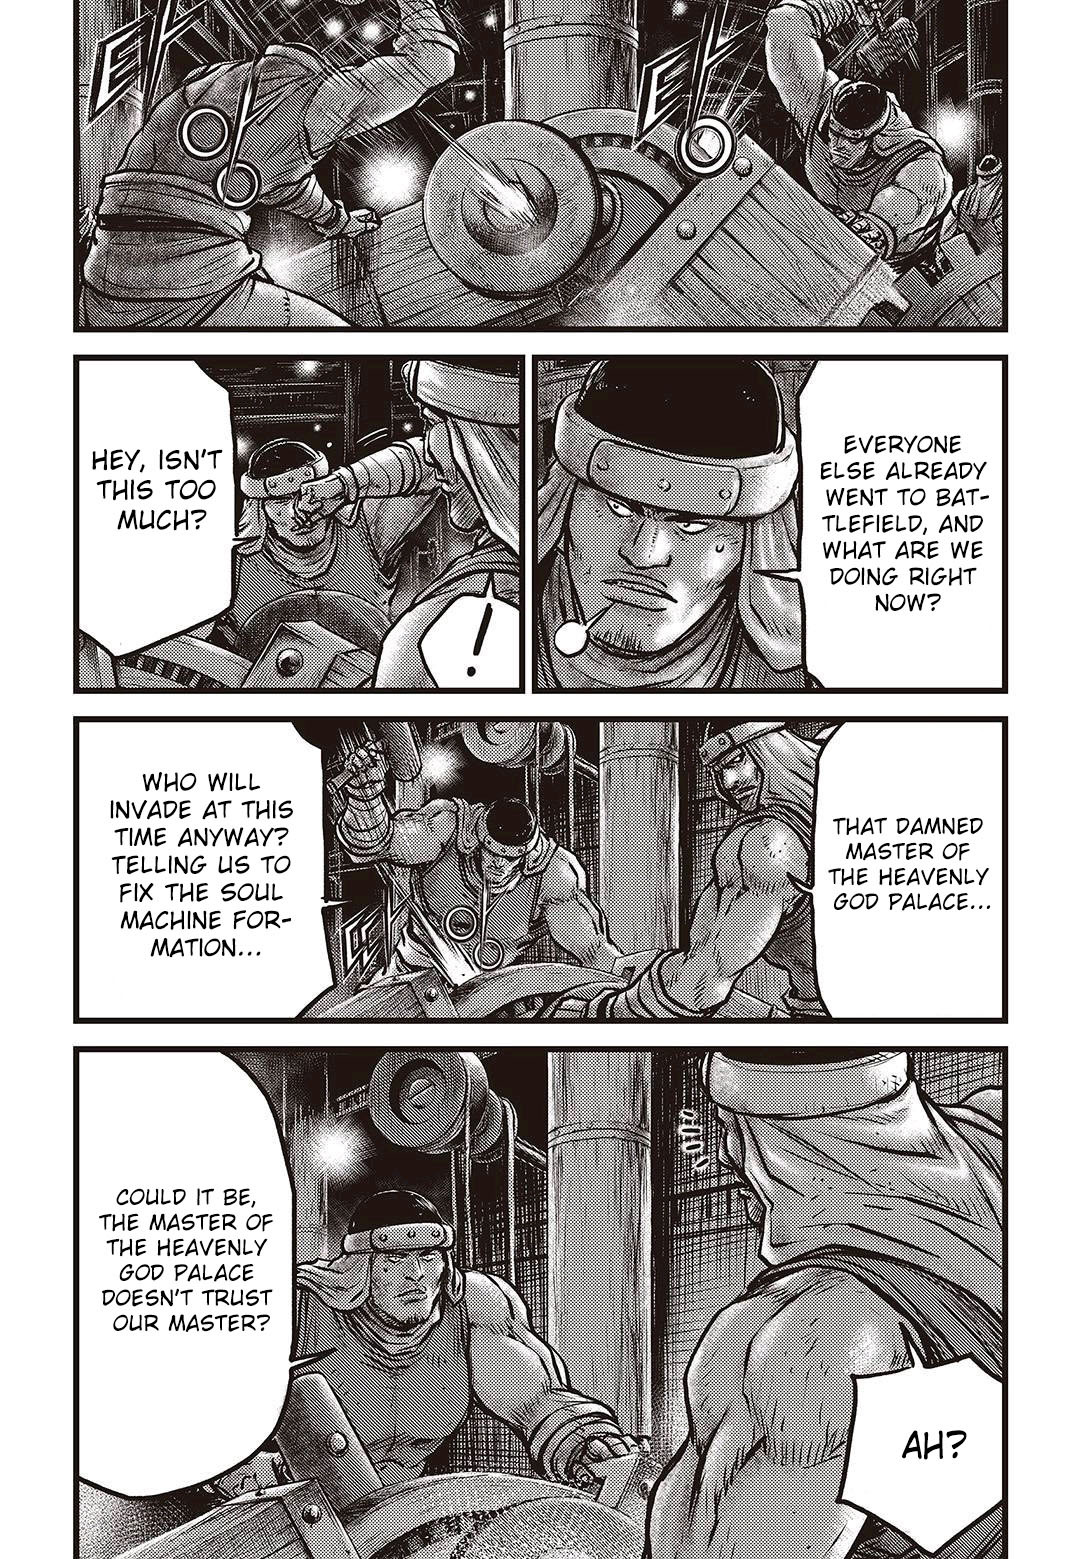 HEY, ISN'T
THIS TOO
MUCH?
!
EVERYONE
ELSE ALREADY
WENT TO BAT-
TLEFIELD, AND
WHAT ARE WE
DOING RIGHT
NOW?
THAT DAMNED
MASTER OF
THE HEAVENLY
GOD PALACE...
WHO WILL
INVADE AT THIS
TIME ANYWAY?
TELLING US TO
FIX THE SOUL
MACHINE FOR-
MATION...
AH?
COULD IT BE,
THE MASTER OF
THE HEAVENLY
GOD PALACE
DOESN'T TRUST
OUR MASTER?